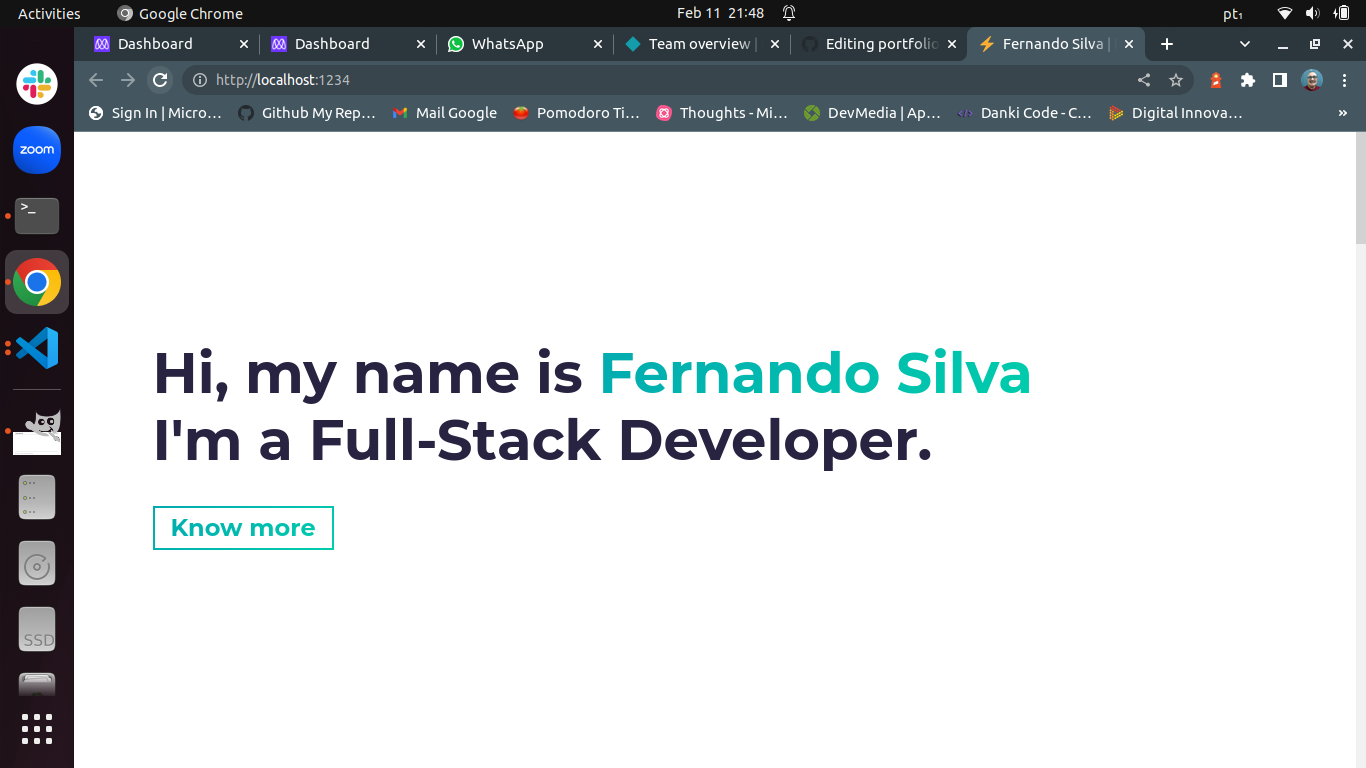 Activities
Google Chrome
Feb 11 21:48
pt₁
Dashboard
Dashboard
WhatsApp
Team overview |
Editing portfolio
Fernando Silva |
http://localhost:1234
Sign In | Micro…
Github My Rep…
Mail Google
Pomodoro Ti…
Thoughts - Mi…
DevMedia | Ap…
Danki Code - C…
Digital Innova…
»
zoom
>_
Hi, my name is Fernando Silva
I'm a Full-Stack Developer.
Know more
SSD